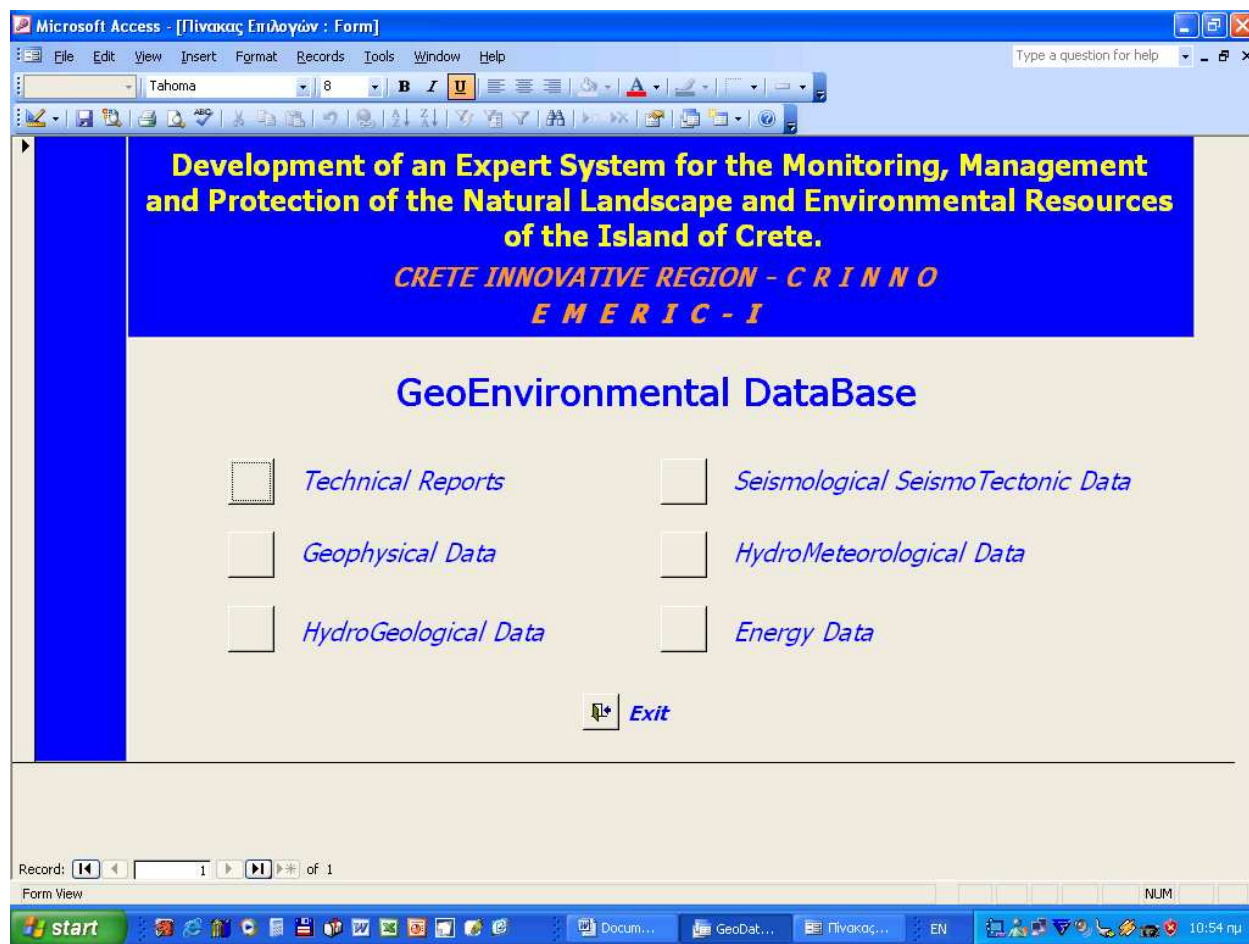 Microsoft Access - [Πίνακας Επιλογών : Form]
File Edit View Insert Format Records Tools Window Help
Type a question for help
Tahoma 8 B I U A
Development of an Expert System for the Monitoring, Management
and Protection of the Natural Landscape and Environmental Resources
of the Island of Crete.
CRETE INNOVATIVE REGION - C R I N N O
E M E R I C - I
GeoEnvironmental DataBase
Technical Reports
Seismological SeismoTectonic Data
Geophysical Data
HydroMeteorological Data
HydroGeological Data
Energy Data
Exit
Record: 1 of 1
Form View
NUM
start Docum... GeoDat... Πίνακας... EN 10:54 πμ